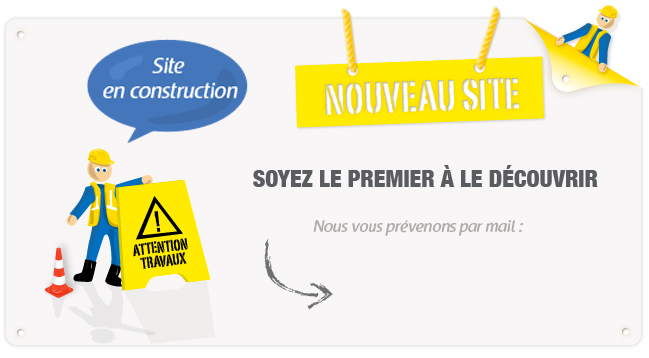 Site
en construction
NOUVEAU SITE
SOYEZ LE PREMIER À LE DÉCOUVRIR
Nous vous prévenons par mail :
!
ATTENTION
TRAVAUX